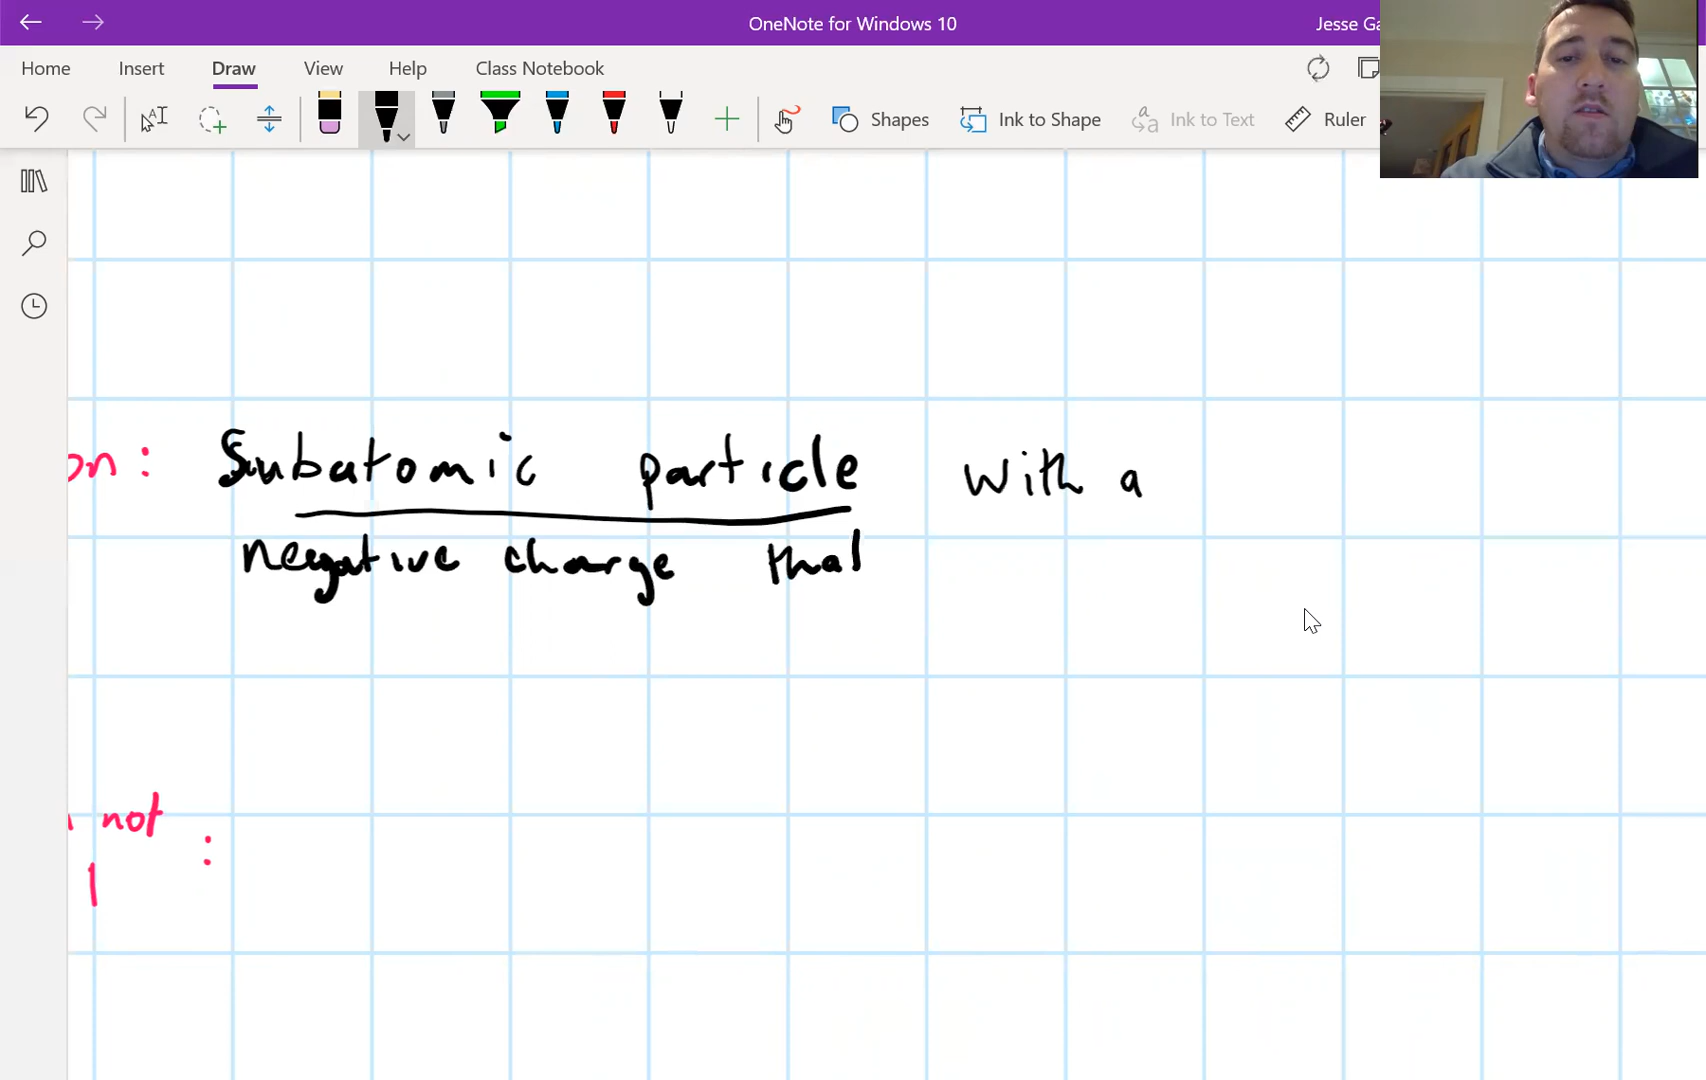 OneNote for Windows 10
Jesse Ga
Home Insert Draw View Help Class Notebook
Shapes Ink to Shape Ink to Text Ruler
on: Subatomic particle with a
negative charge that
not :